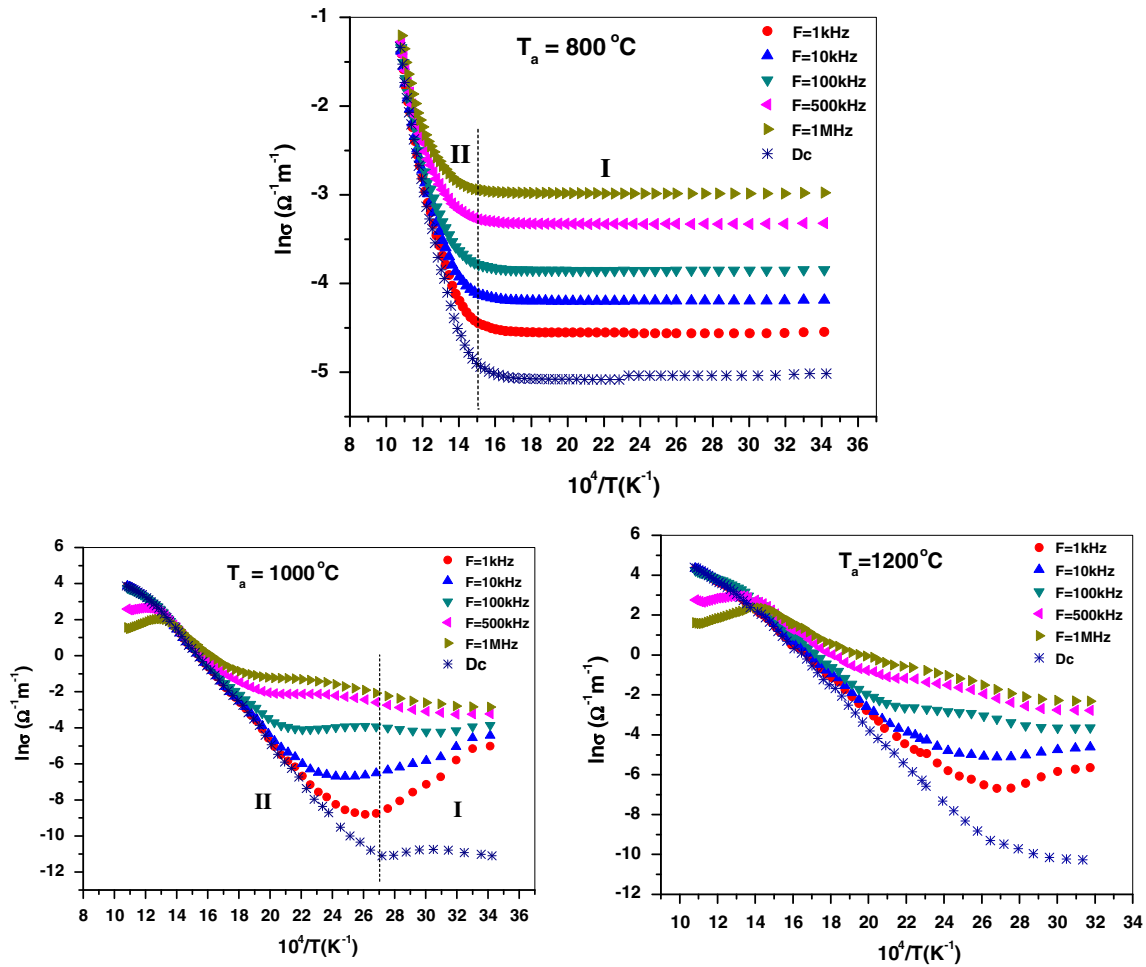 T_a = 800 °C
F=1kHz
F=10kHz
F=100kHz
F=500kHz
F=1MHz
Dc
II
I
lnσ (Ω⁻¹m⁻¹)
-1
-2
-3
-4
-5
8 10 12 14 16 18 20 22 24 26 28 30 32 34 36
10⁴/T(K⁻¹)
T_a = 1000 °C
F=1kHz
F=10kHz
F=100kHz
F=500kHz
F=1MHz
Dc
II
I
lnσ (Ω⁻¹m⁻¹)
6
4
2
0
-2
-4
-6
-8
-10
-12
8 10 12 14 16 18 20 22 24 26 28 30 32 34 36
10⁴/T(K⁻¹)
T_a=1200 °C
F=1kHz
F=10kHz
F=100kHz
F=500kHz
F=1MHz
Dc
lnσ (Ω⁻¹m⁻¹)
6
4
2
0
-2
-4
-6
-8
-10
-12
8 10 12 14 16 18 20 22 24 26 28 30 32 34
10⁴/T(K⁻¹)